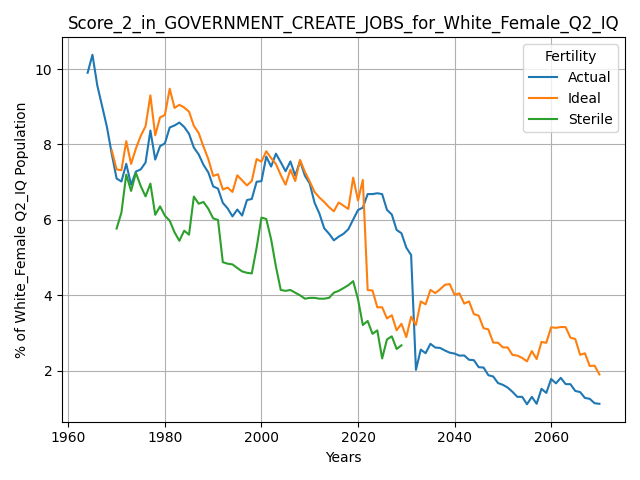 Score_2_in_GOVERNMENT_CREATE_JOBS_for_White_Female_Q2_IQ
Fertility
Actual
Ideal
Sterile
% of White_Female Q2_IQ Population
10
8
6
4
2
1960
1980
2000
2020
2040
2060
Years